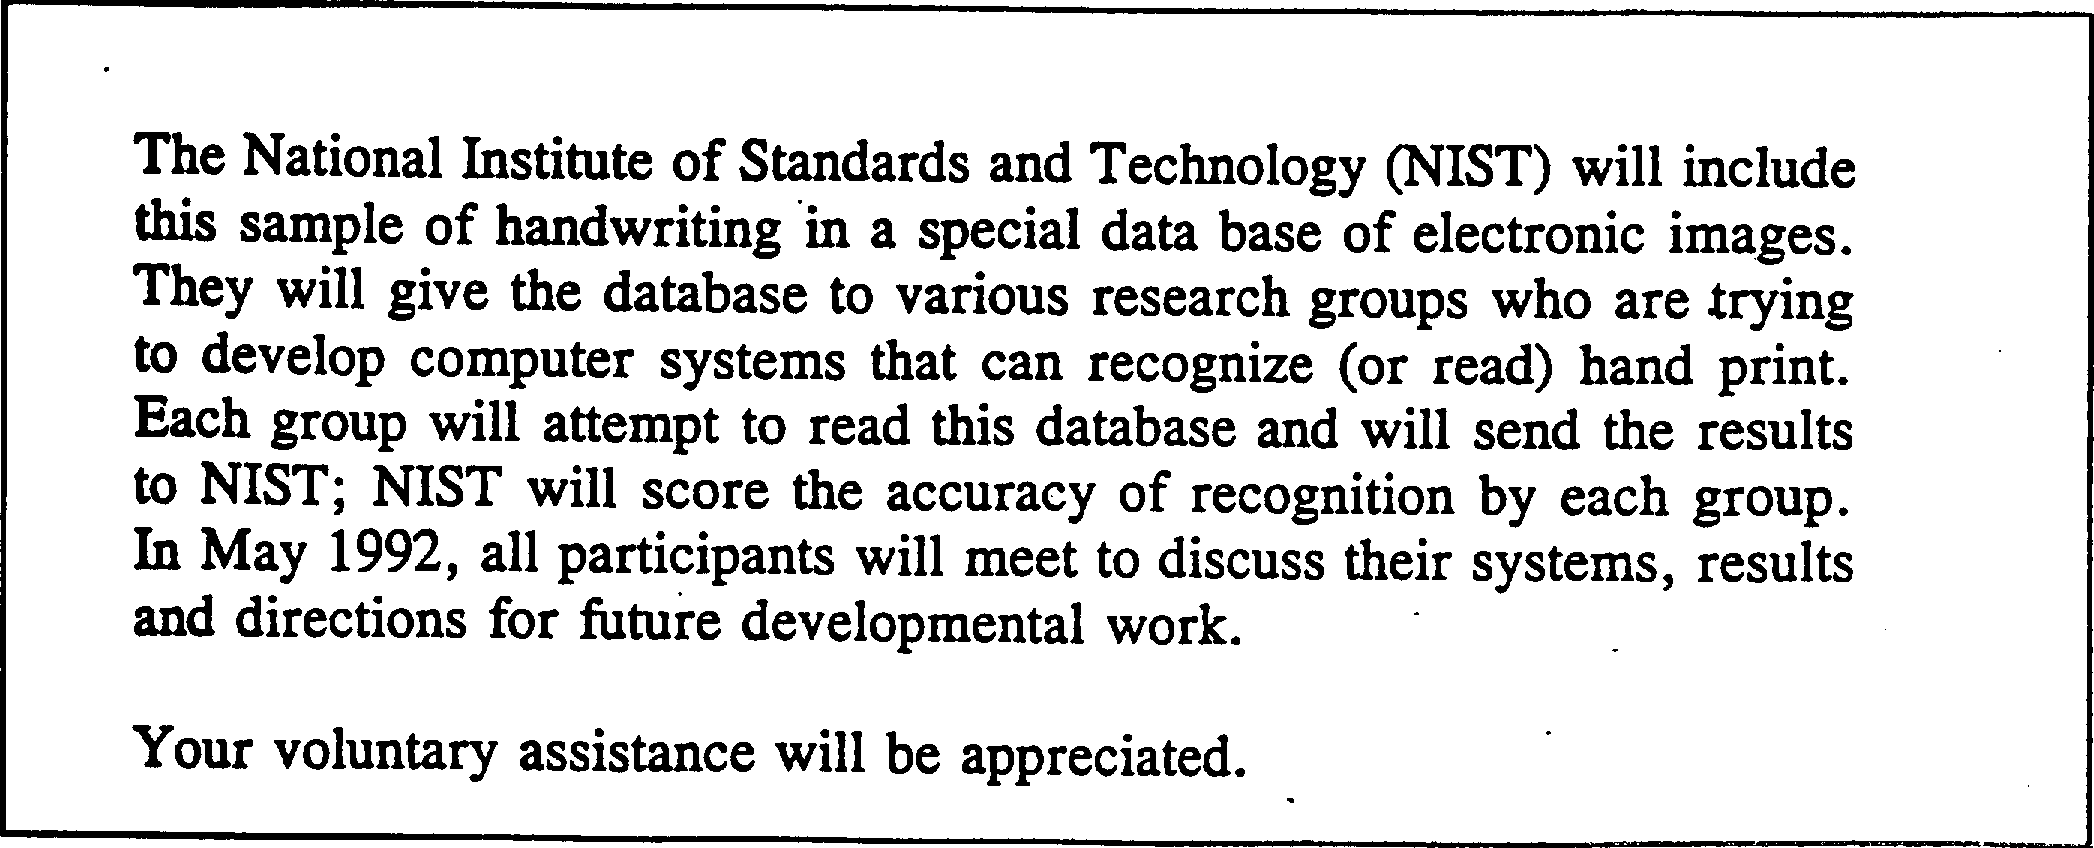 The National Institute of Standards and Technology (NIST) will include
this sample of handwriting in a special data base of electronic images.
They will give the database to various research groups who are trying
to develop computer systems that can recognize (or read) hand print.
Each group will attempt to read this database and will send the results
to NIST; NIST will score the accuracy of recognition by each group.
In May 1992, all participants will meet to discuss their systems, results
and directions for future developmental work.
Your voluntary assistance will be appreciated.